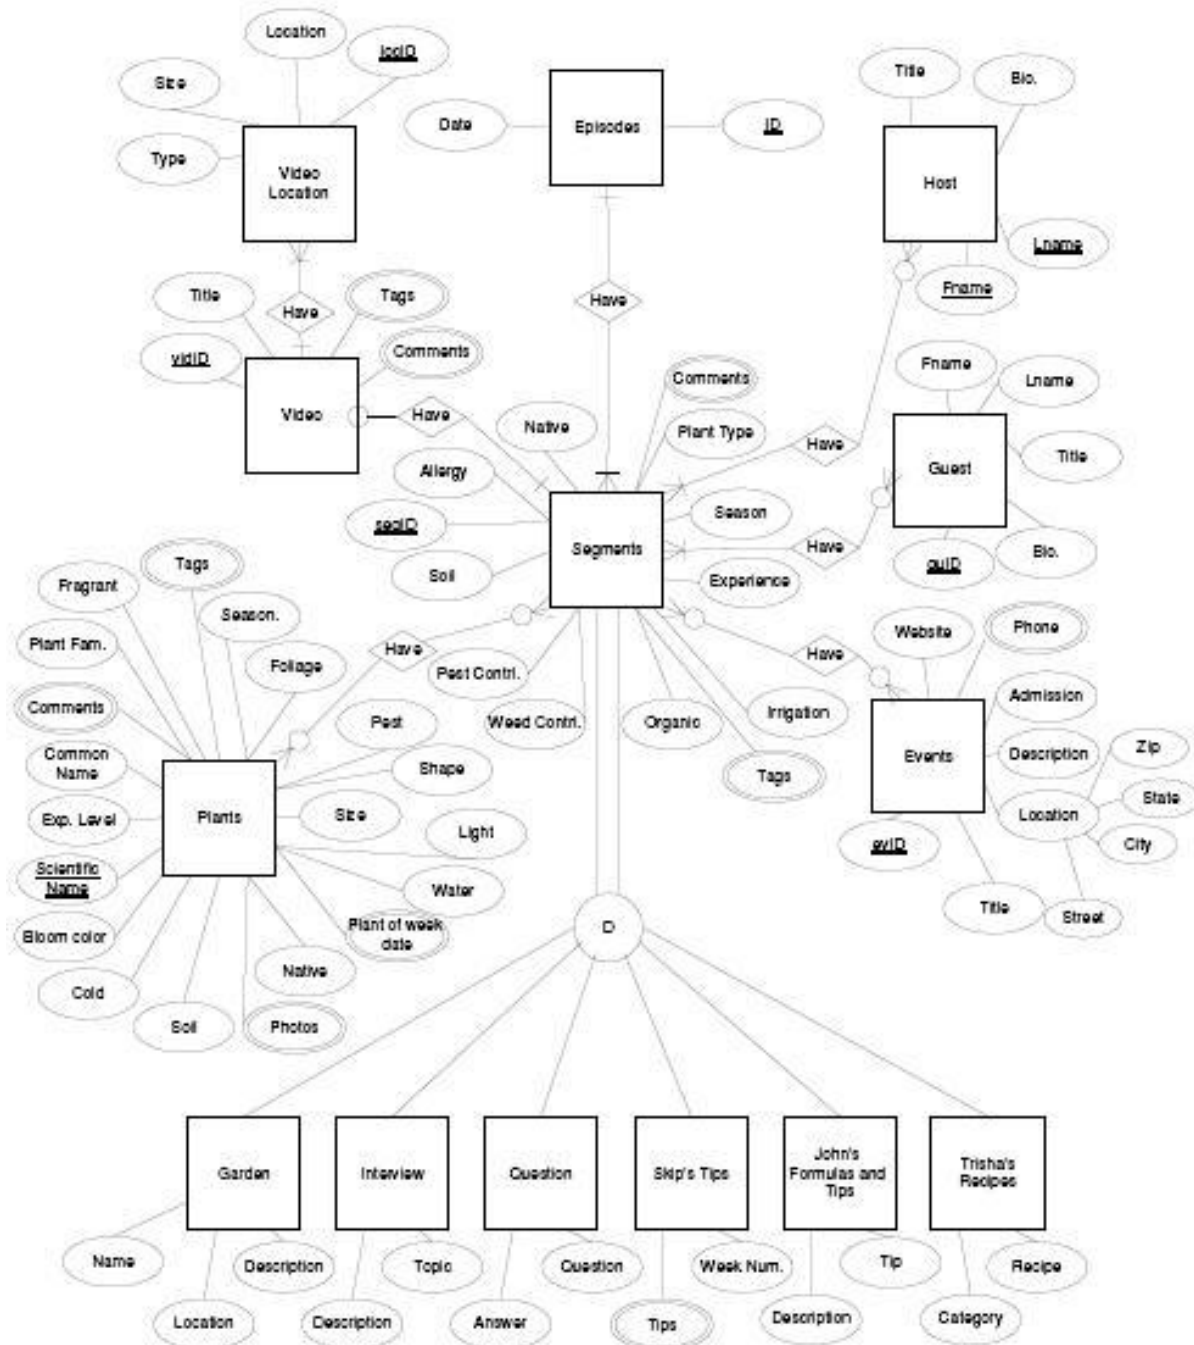 Location
locID
Size
Type
Video
Location
Date
Episodes
ID
Title
Bio.
Host
Lname
Fname
Have
Title
Tags
Have
vidID
Comments
Video
Have
Native
Comments
Plant Type
Have
Fname
Lname
Guest
Title
Allergy
segID
Segments
Season
Have
Bio.
guID
Soil
Experience
Tags
Fragrant
Season.
Plant Fam.
Foliage
Have
Pest Contrl.
Weed Contrl.
Organic
Irrigation
Tags
Have
Website
Phone
Admission
Description
Events
Zip
State
Location
City
evID
Title
Street
Comments
Common
Name
Exp. Level
Scientific
Name
Bloom color
Cold
Soil
Photos
Native
Plant of week
date
Water
Light
Size
Shape
Pest
Plants
D
Garden
Interview
Question
Skip's Tips
John's
Formulas and
Tips
Trisha's
Recipes
Name
Location
Description
Description
Topic
Answer
Question
Tips
Week Num.
Description
Tip
Category
Recipe